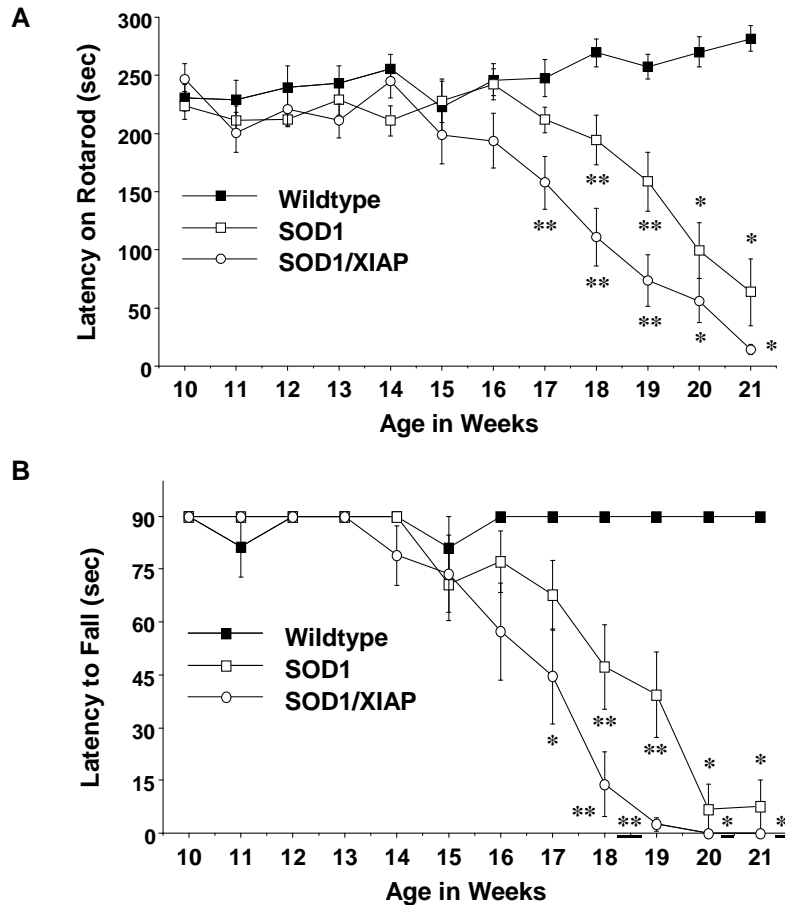 A
Latency on Rotarod (sec)
300
250
200
150
100
50
0
Wildtype
SOD1
SOD1/XIAP
** ** ** * *
** ** ** * *
10 11 12 13 14 15 16 17 18 19 20 21
Age in Weeks
B
Latency to Fall (sec)
90
75
60
45
30
15
0
Wildtype
SOD1
SOD1/XIAP
* ** ** * *
** ** * *
10 11 12 13 14 15 16 17 18 19 20 21
Age in Weeks